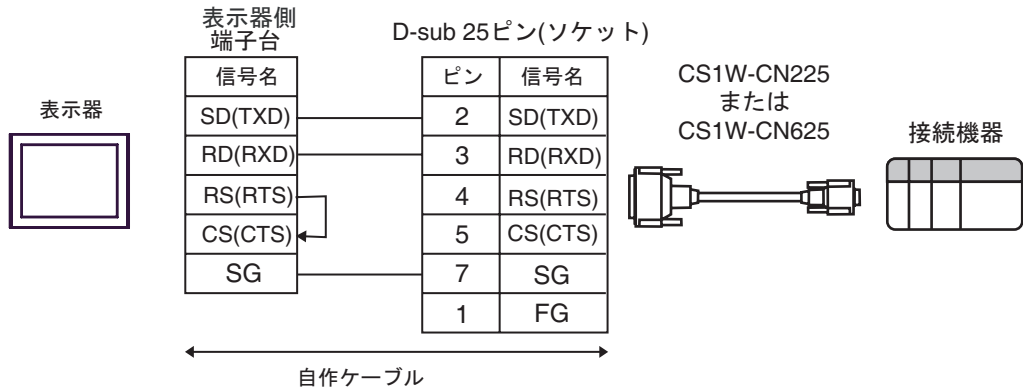 表示器側
端子台
D-sub 25ピン(ソケット)
信号名
ピン 信号名
CS1W-CN225
または
CS1W-CN625
表示器
接続機器
SD(TXD) 2 SD(TXD)
RD(RXD) 3 RD(RXD)
RS(RTS) 4 RS(RTS)
CS(CTS) 5 CS(CTS)
SG 7 SG
1 FG
自作ケーブル